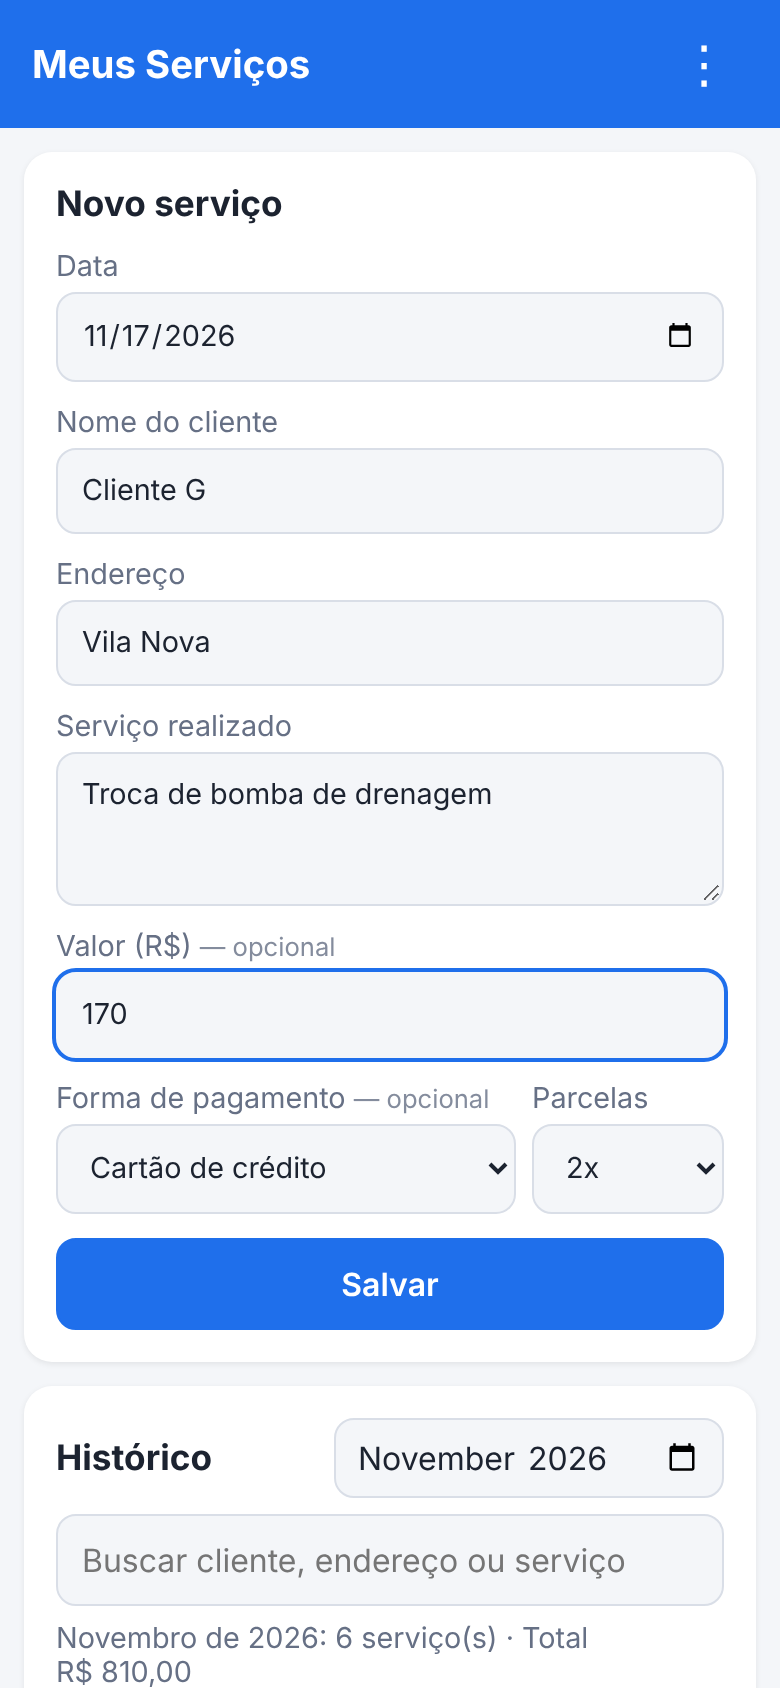 Meus Serviços
Novo serviço
Data
11/17/2026
Nome do cliente
Cliente G
Endereço
Vila Nova
Serviço realizado
Troca de bomba de drenagem
Valor (R$) — opcional
170
Forma de pagamento — opcional Parcelas
Cartão de crédito 2x
Salvar
Histórico November 2026
Buscar cliente, endereço ou serviço
Novembro de 2026: 6 serviço(s) · Total
R$ 810,00